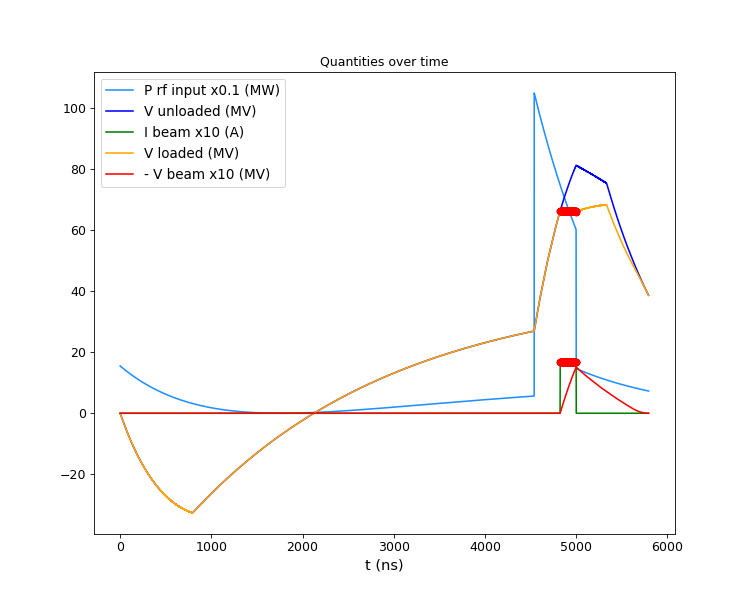 Quantities over time
P rf input x0.1 (MW)
V unloaded (MV)
I beam x10 (A)
V loaded (MV)
- V beam x10 (MV)
100
80
60
40
20
0
−20
0 1000 2000 3000 4000 5000 6000
t (ns)